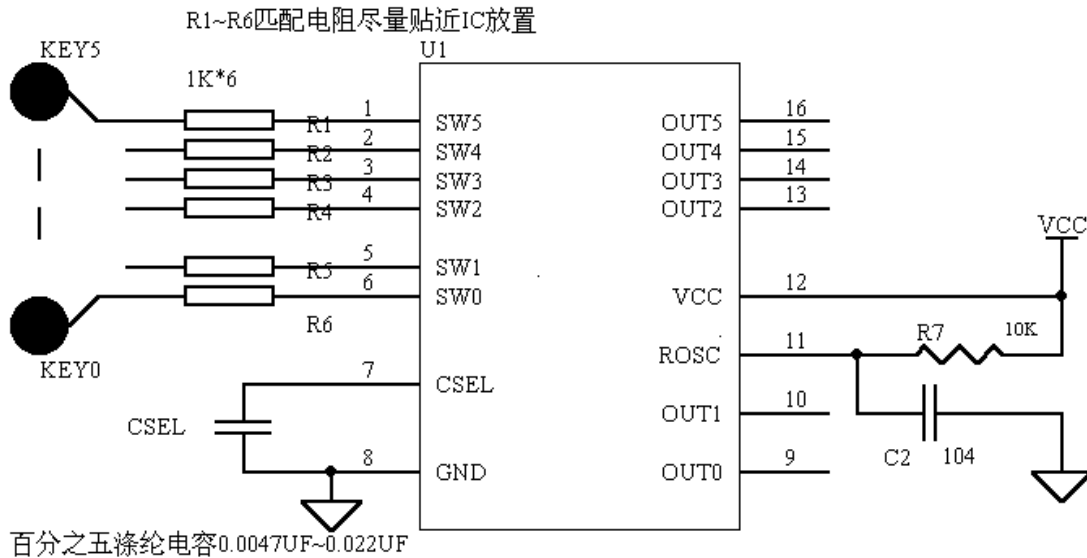 R1~R6匹配电阻尽量贴近IC放置
KEY5
U1
1K*6
1
R1
SW5
OUT5
16
2
R2
SW4
OUT4
15
3
R3
SW3
OUT3
14
4
R4
SW2
OUT2
13
VCC
5
R5
SW1
6
SW0
VCC
12
R6
R7
10K
KEY0
ROSC
11
7
CSEL
CSEL
OUT1
10
8
GND
OUT0
9
C2
104
百分之五涤纶电容0.0047UF~0.022UF